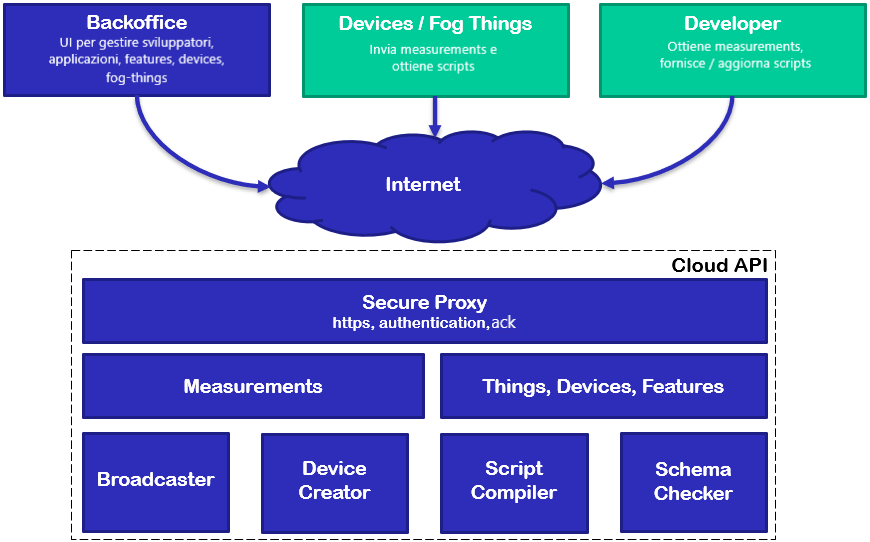 Backoffice
UI per gestire sviluppatori,
applicazioni, features, devices,
fog-things
Devices / Fog Things
Invia measurements e
ottiene scripts
Developer
Ottiene measurements,
fornisce / aggiorna scripts
Internet
Cloud API
Secure Proxy
https, authentication,ack
Measurements
Things, Devices, Features
Broadcaster
Device
Creator
Script
Compiler
Schema
Checker